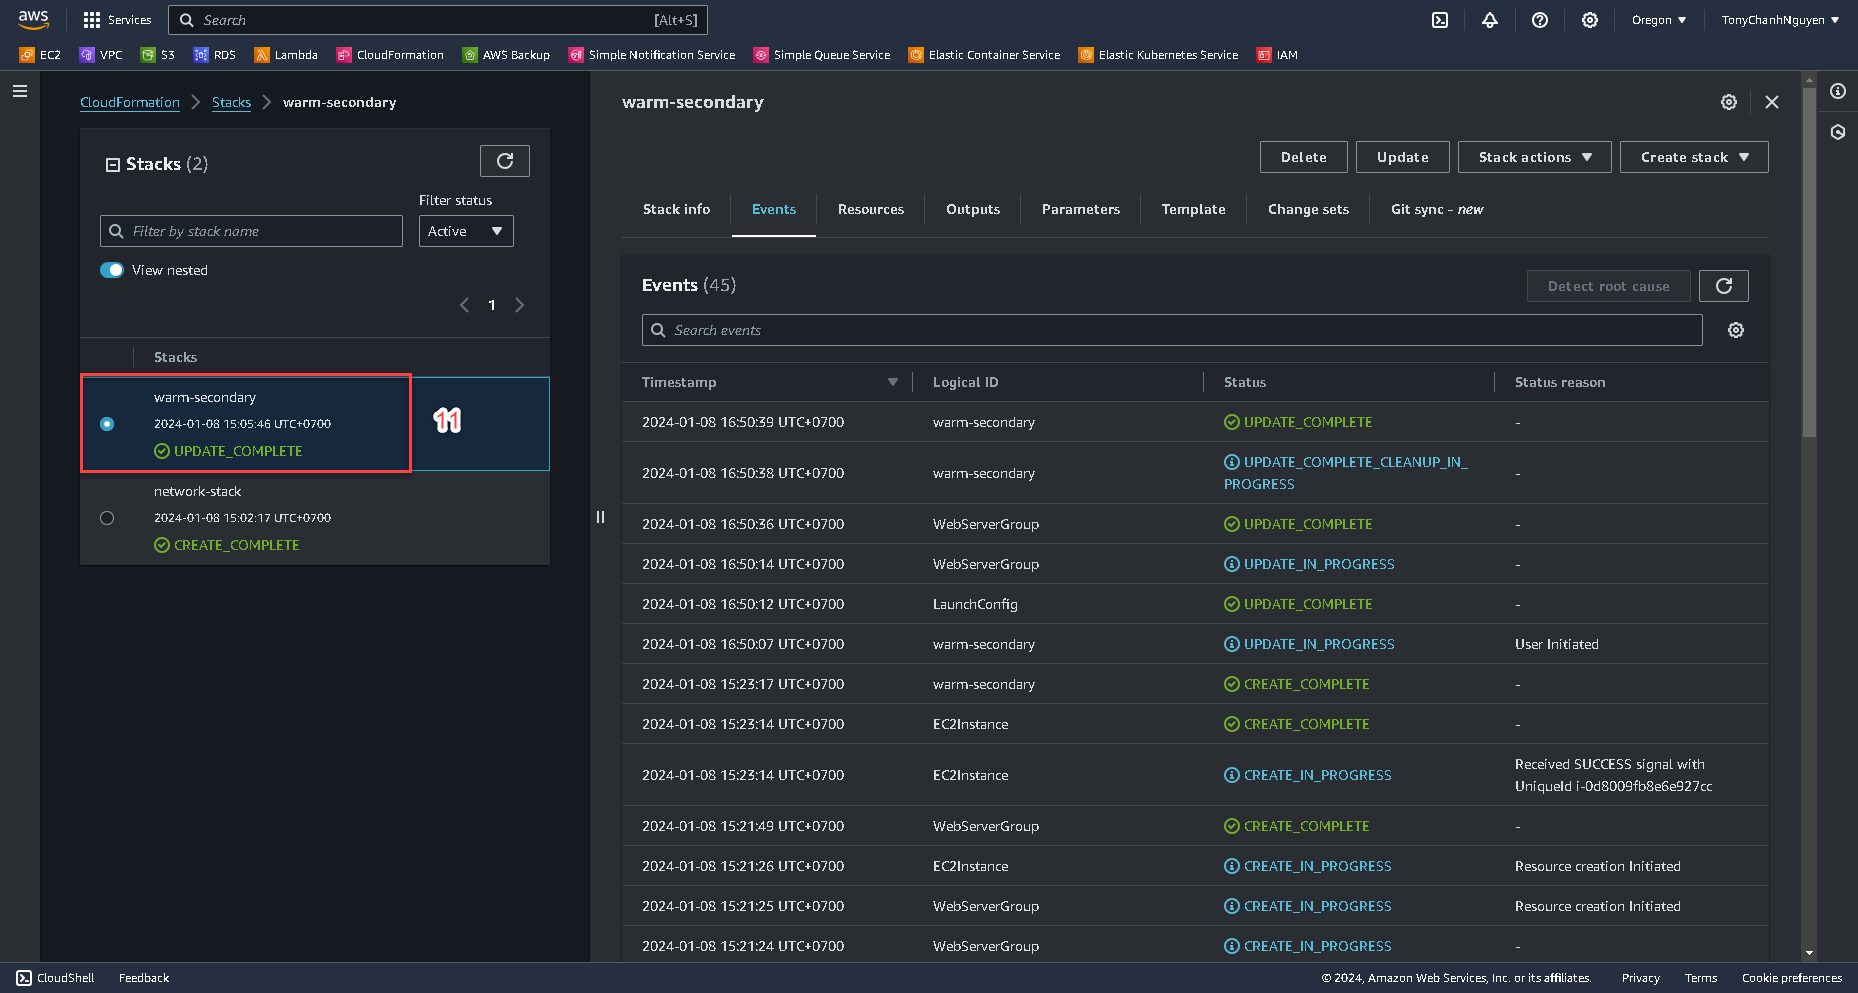 aws
Services
Search
[Alt+S]
Oregon ▼
TonyChanhNguyen ▼
EC2
VPC
S3
RDS
Lambda
CloudFormation
AWS Backup
Simple Notification Service
Simple Queue Service
Elastic Container Service
Elastic Kubernetes Service
IAM
CloudFormation
Stacks
warm-secondary
Stacks (2)
Filter status
Filter by stack name
Active
View nested
1
Stacks
warm-secondary
2024-01-08 15:05:46 UTC+0700
UPDATE_COMPLETE
11
network-stack
2024-01-08 15:02:17 UTC+0700
CREATE_COMPLETE
warm-secondary
Delete
Update
Stack actions
Create stack
Stack info
Events
Resources
Outputs
Parameters
Template
Change sets
Git sync - new
Events (45)
Detect root cause
Search events
Timestamp
Logical ID
Status
Status reason
2024-01-08 16:50:39 UTC+0700 warm-secondary UPDATE_COMPLETE -
2024-01-08 16:50:38 UTC+0700 warm-secondary UPDATE_COMPLETE_CLEANUP_IN_ -
PROGRESS
2024-01-08 16:50:36 UTC+0700 WebServerGroup UPDATE_COMPLETE -
2024-01-08 16:50:14 UTC+0700 WebServerGroup UPDATE_IN_PROGRESS -
2024-01-08 16:50:12 UTC+0700 LaunchConfig UPDATE_COMPLETE -
2024-01-08 16:50:07 UTC+0700 warm-secondary UPDATE_IN_PROGRESS User Initiated
2024-01-08 15:23:17 UTC+0700 warm-secondary CREATE_COMPLETE -
2024-01-08 15:23:14 UTC+0700 EC2Instance CREATE_COMPLETE -
2024-01-08 15:23:14 UTC+0700 EC2Instance CREATE_IN_PROGRESS Received SUCCESS signal with
UniqueId i-0d8009fb8e6e927cc
2024-01-08 15:21:49 UTC+0700 WebServerGroup CREATE_COMPLETE -
2024-01-08 15:21:26 UTC+0700 EC2Instance CREATE_IN_PROGRESS Resource creation Initiated
2024-01-08 15:21:25 UTC+0700 WebServerGroup CREATE_IN_PROGRESS Resource creation Initiated
2024-01-08 15:21:24 UTC+0700 WebServerGroup CREATE_IN_PROGRESS -
CloudShell
Feedback
© 2024, Amazon Web Services, Inc. or its affiliates.
Privacy
Terms
Cookie preferences